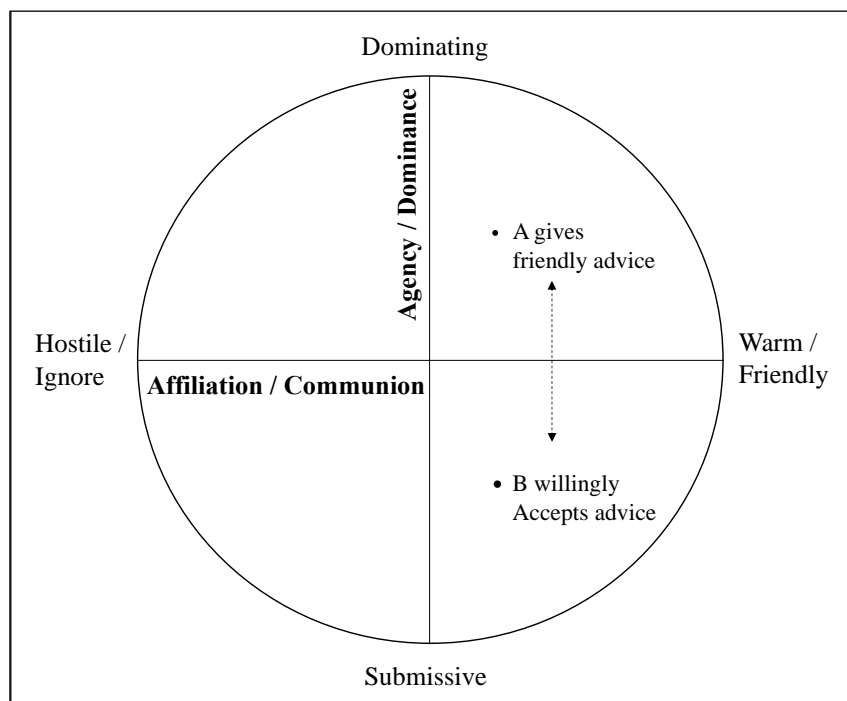 Dominating
Agency / Dominance
A gives
friendly advice
Hostile /
Ignore
Warm /
Friendly
Affiliation / Communion
B willingly
Accepts advice
Submissive